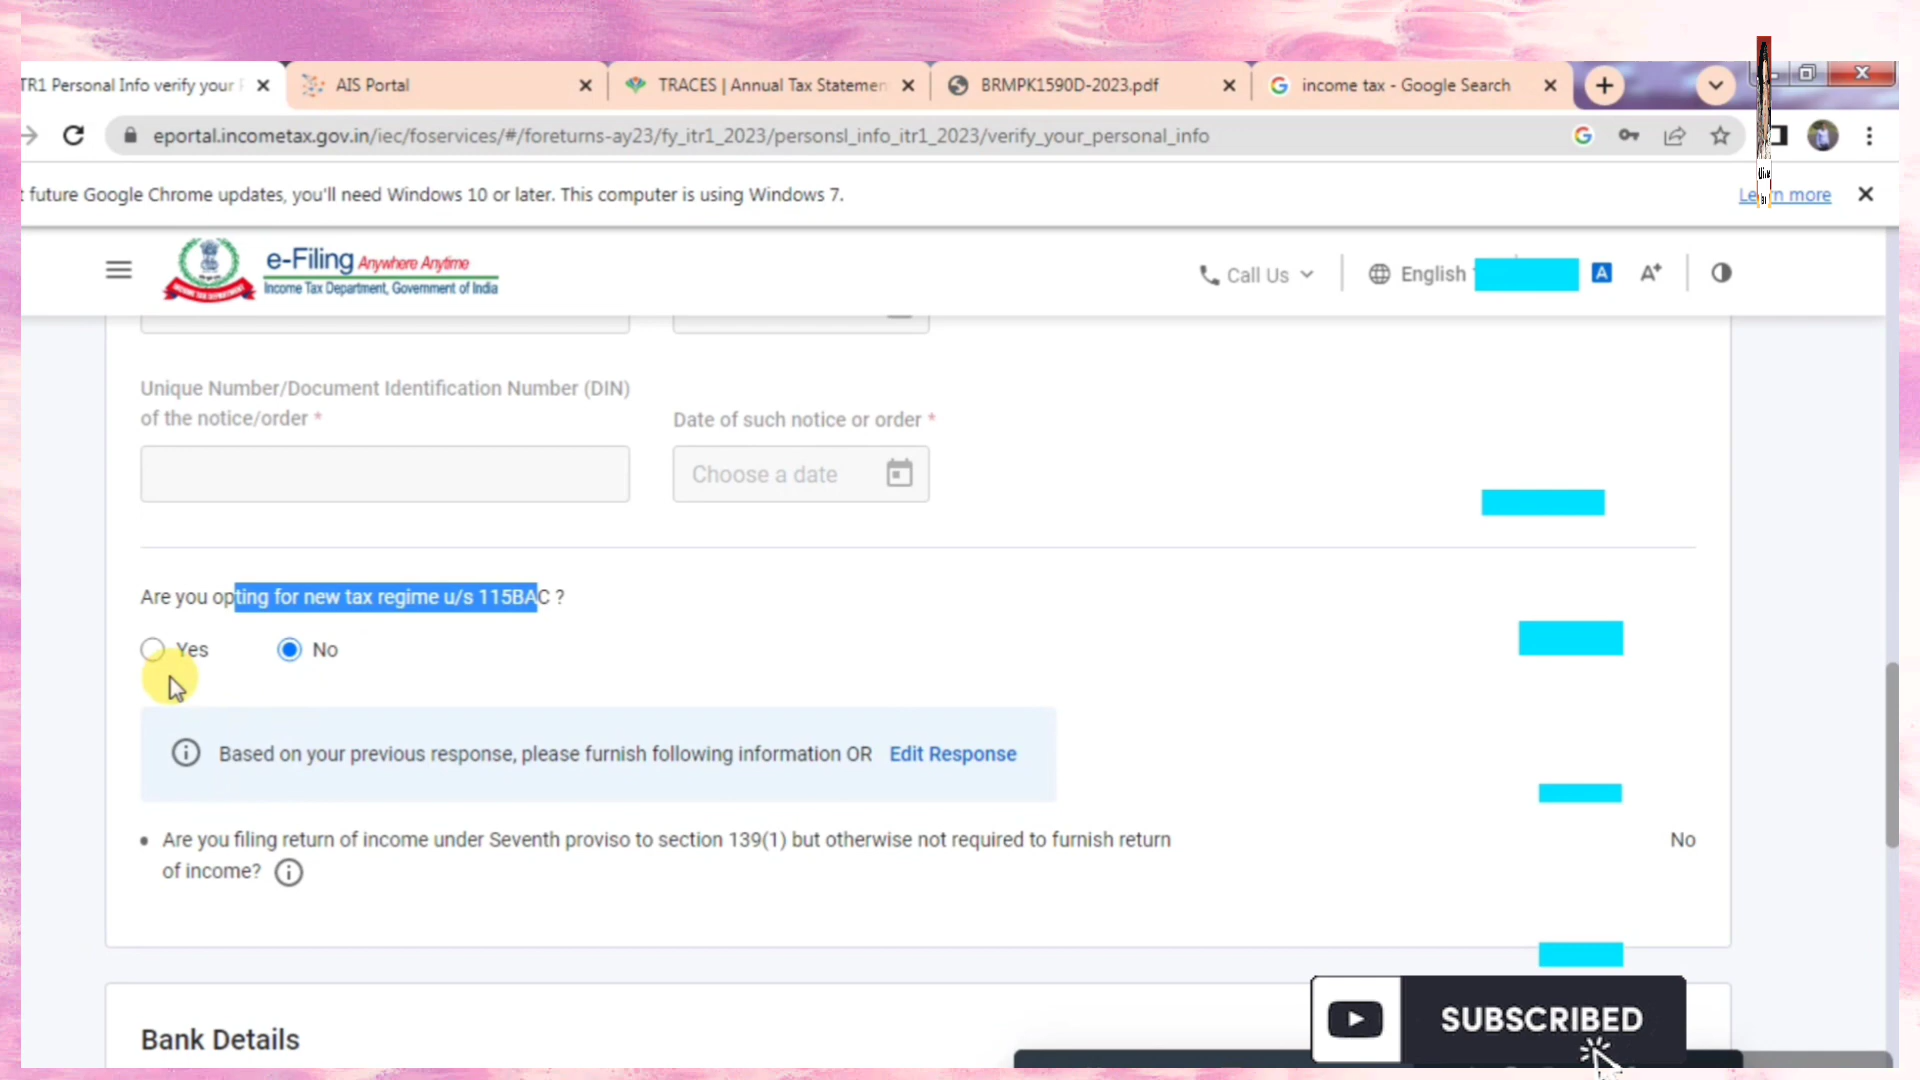 TR1 Personal Info verify your
AIS Portal
TRACES | Annual Tax Statemen
BRMPK1590D-2023.pdf
income tax - Google Search
eportal.incometax.gov.in/iec/foservices/#/foreturns-ay23/fy_itr1_2023/personsl_info_itr1_2023/verify_your_personal_info
future Google Chrome updates, you'll need Windows 10 or later. This computer is using Windows 7.
more
e-Filing Anywhere Anytime
Income Tax Department, Government of India
Call Us
English
A
A+
Unique Number/Document Identification Number (DIN)
of the notice/order *
Date of such notice or order *
Choose a date
Are you opting for new tax regime u/s 115BAC ?
Yes
No
Based on your previous response, please furnish following information OR Edit Response
• Are you filing return of income under Seventh proviso to section 139(1) but otherwise not required to furnish return
of income?
No
Bank Details
SUBSCRIBED